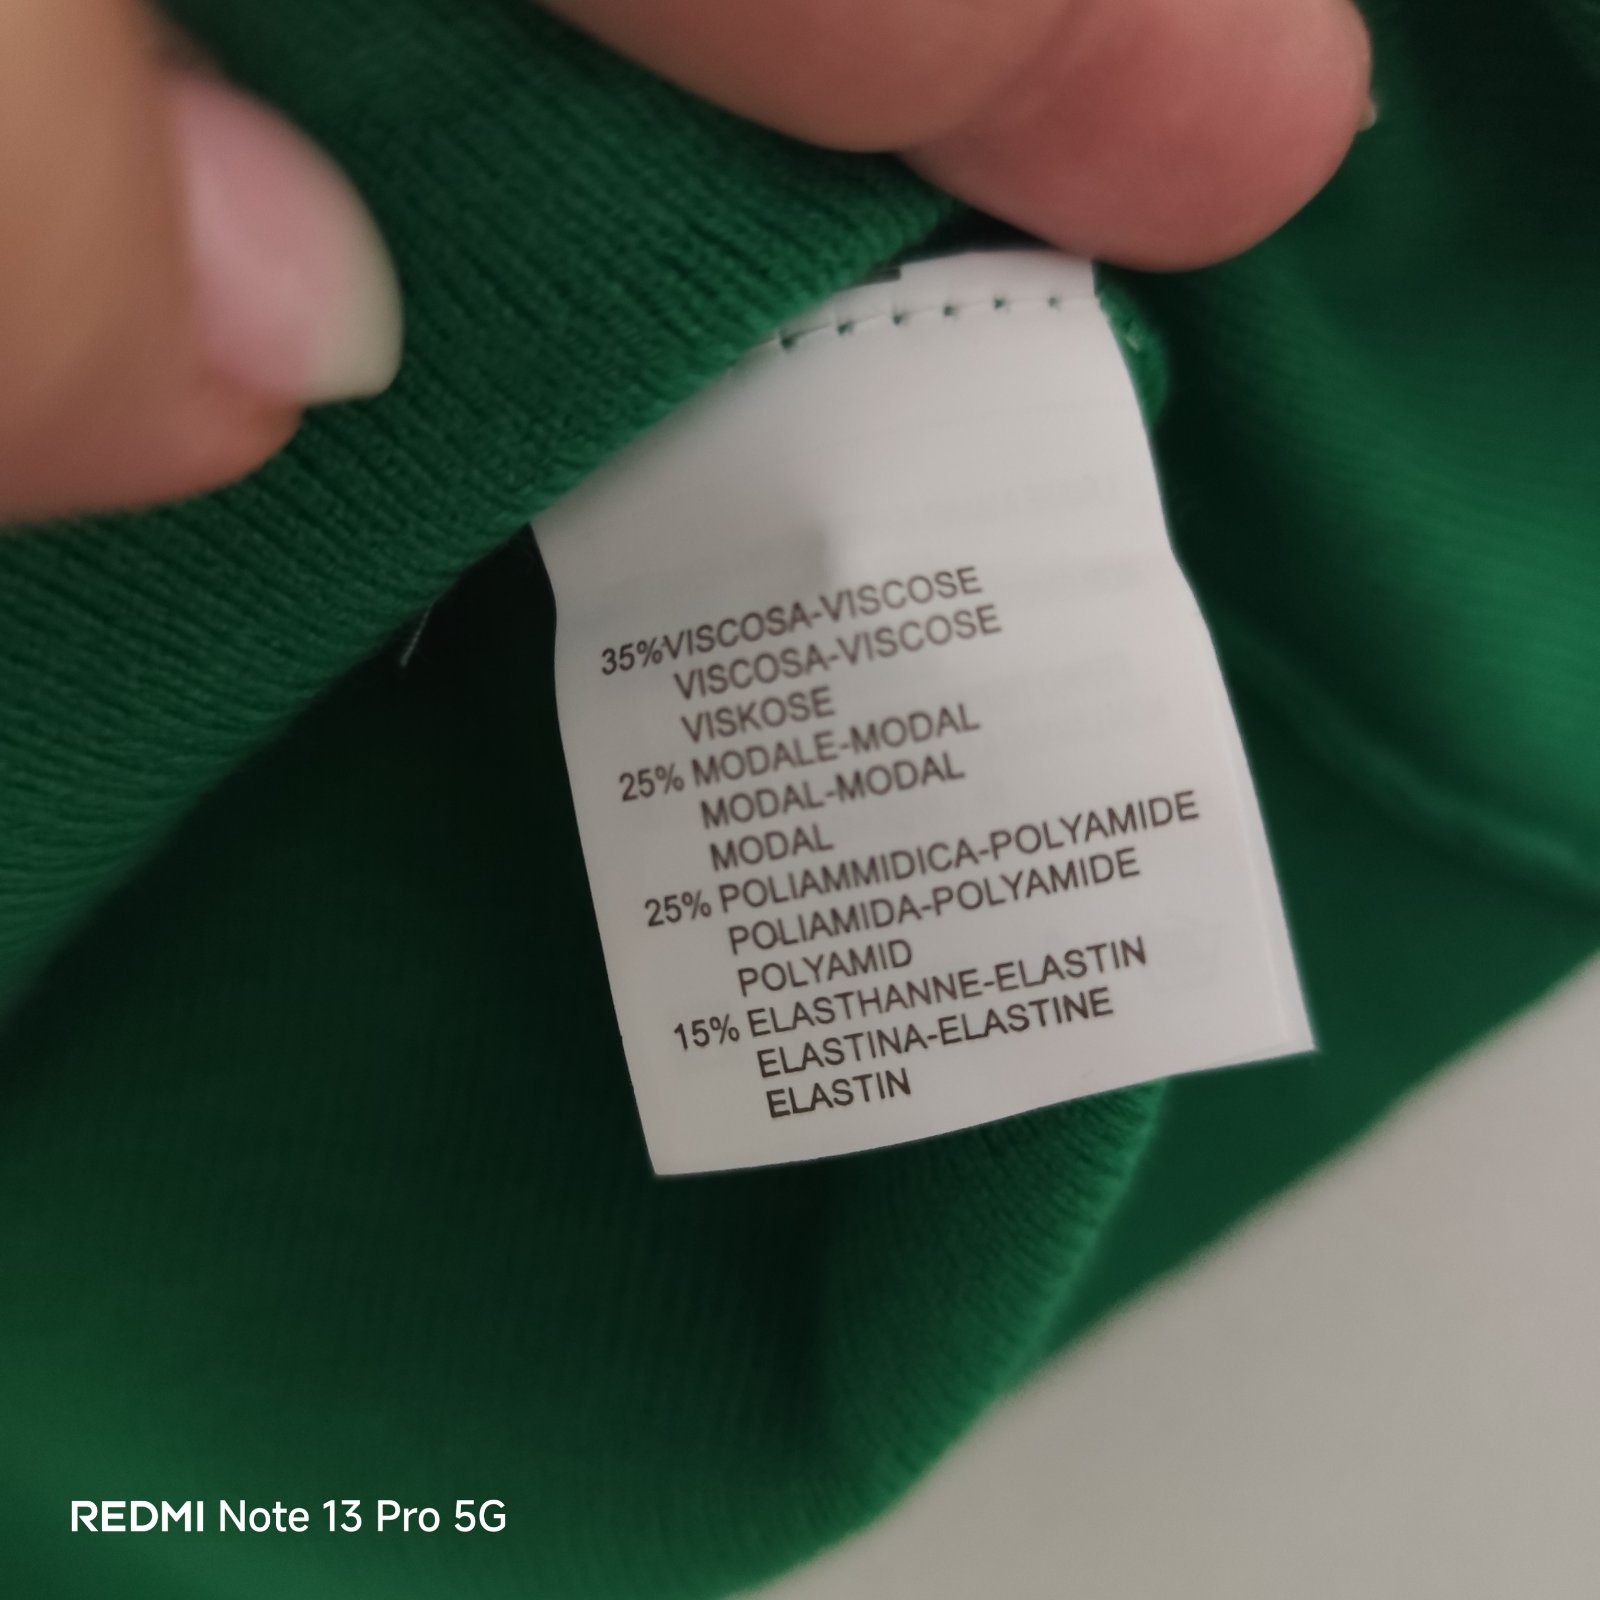 35%VISCOSA-VISCOSE
VISCOSA-VISCOSE
VISKOSE
25% MODALE-MODAL
MODAL-MODAL
MODAL
25% POLIAMMIDICA-POLYAMIDE
POLIAMIDA-POLYAMIDE
POLYAMID
15% ELASTHANNE-ELASTIN
ELASTINA-ELASTINE
ELASTIN
REDMI Note 13 Pro 5G